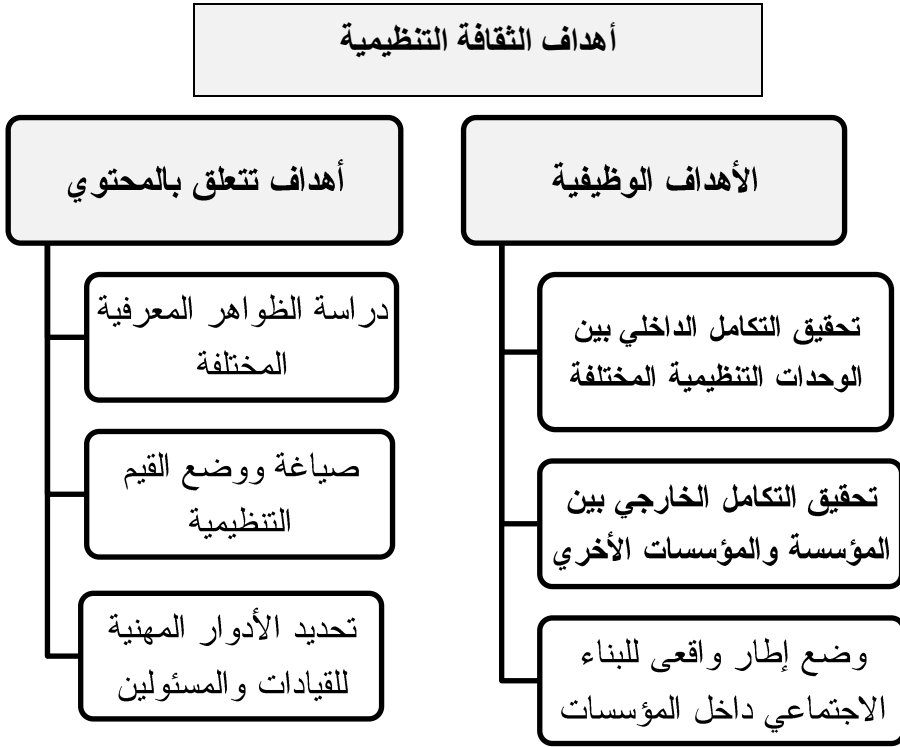 أهداف الثقافة التنظيمية
الأهداف الوظيفية
تحقيق التكامل الداخلي بين
الوحدات التنظيمية المختلفة
تحقيق التكامل الخارجي بين
المؤسسة والمؤسسات الأخري
وضع إطار واقعى للبناء
الاجتماعي داخل المؤسسات
أهداف تتعلق بالمحتوي
دراسة الظواهر المعرفية
المختلفة
صياغة ووضع القيم
التنظيمية
تحديد الأدوار المهنية
للقيادات والمسئولين